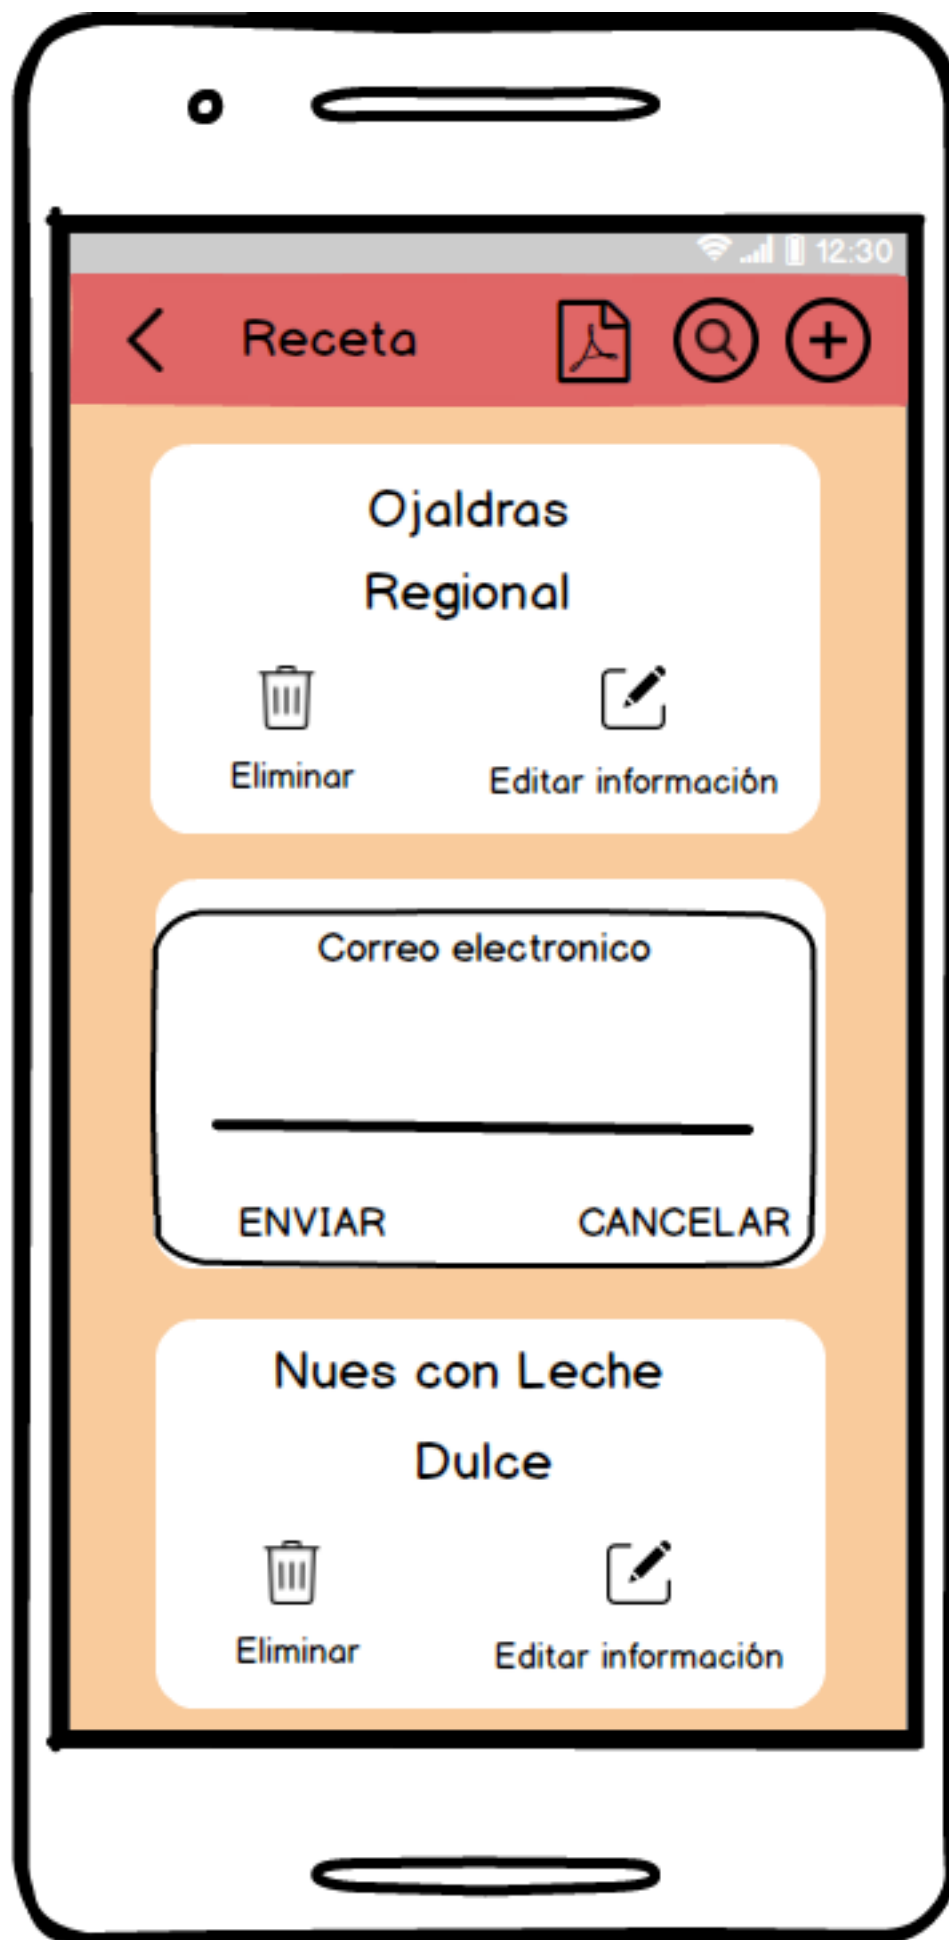 12:30
Receta
Ojaldras
Regional
Eliminar
Editar información
Correo electronico
ENVIAR
CANCELAR
Nues con Leche
Dulce
Eliminar
Editar información